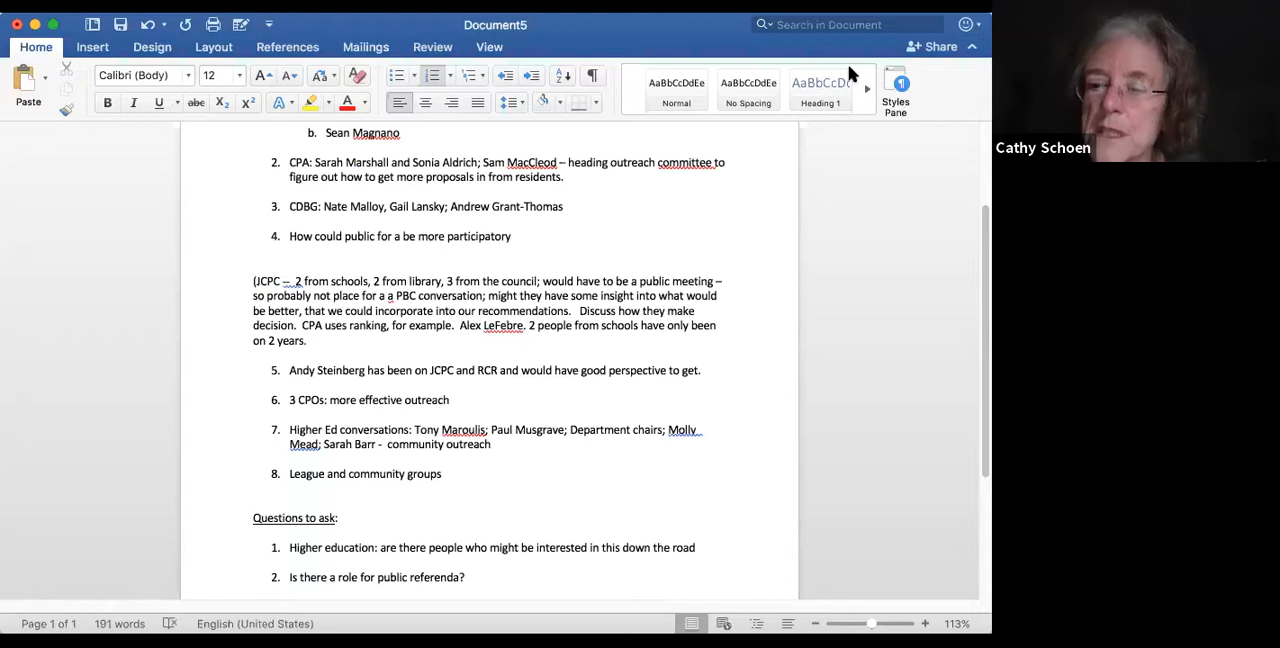 Document5
Search in Document
Home Insert Design Layout References Mailings Review View
Share
Paste
Calibri (Body) 12
AaBbCcDdEe AaBbCcDdEe AaBbCcDc
Normal No Spacing Heading 1
Styles
Pane
b. Sean Magnano
2. CPA: Sarah Marshall and Sonia Aldrich; Sam MacCleod – heading outreach committee to
figure out how to get more proposals in from residents.
3. CDBG: Nate Malloy, Gail Lansky; Andrew Grant-Thomas
4. How could public for a be more participatory
(JCPC -- 2 from schools, 2 from library, 3 from the council; would have to be a public meeting –
so probably not place for a a PBC conversation; might they have some insight into what would
be better, that we could incorporate into our recommendations. Discuss how they make
decision. CPA uses ranking, for example. Alex LeFebre. 2 people from schools have only been
on 2 years.
5. Andy Steinberg has been on JCPC and RCR and would have good perspective to get.
6. 3 CPOs: more effective outreach
7. Higher Ed conversations: Tony Maroulis; Paul Musgrave; Department chairs; Molly
Mead; Sarah Barr - community outreach
8. League and community groups
Questions to ask:
1. Higher education: are there people who might be interested in this down the road
2. Is there a role for public referenda?
Page 1 of 1 191 words English (United States) 113%
Cathy Schoen